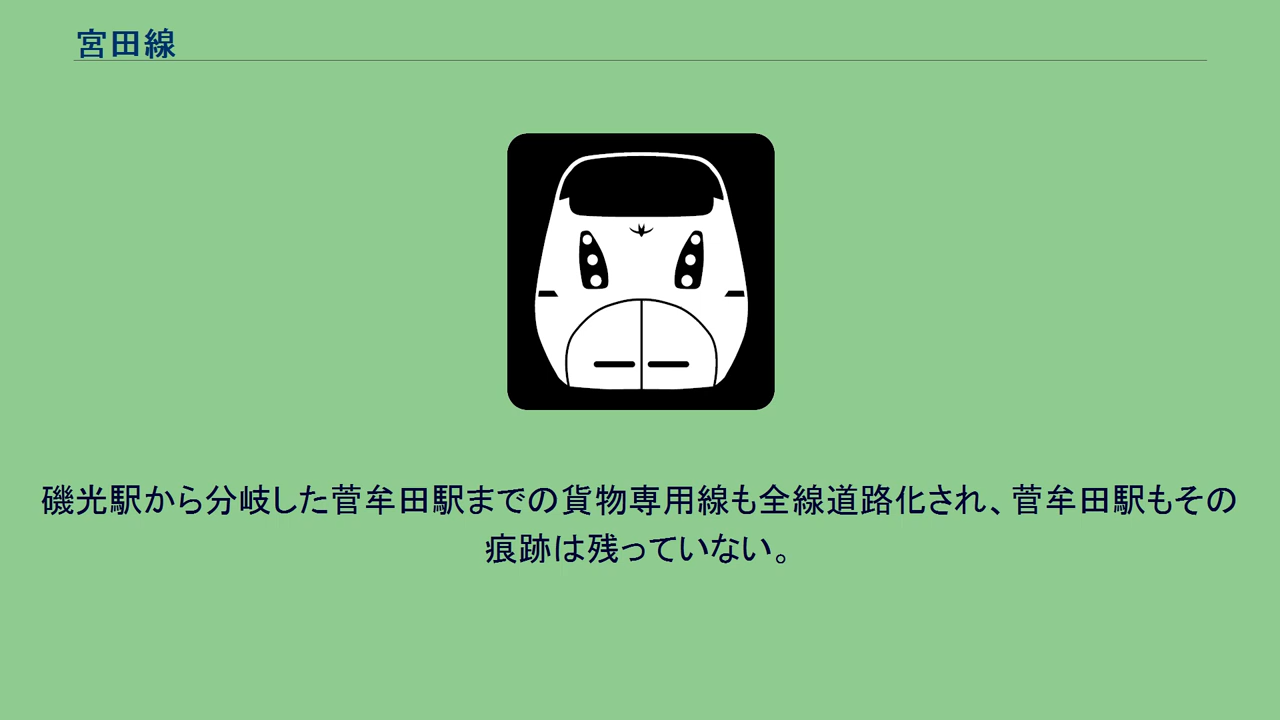 宮田線
磯光駅から分岐した菅牟田駅までの貨物専用線も全線道路化され、菅牟田駅もその
痕跡は残っていない。